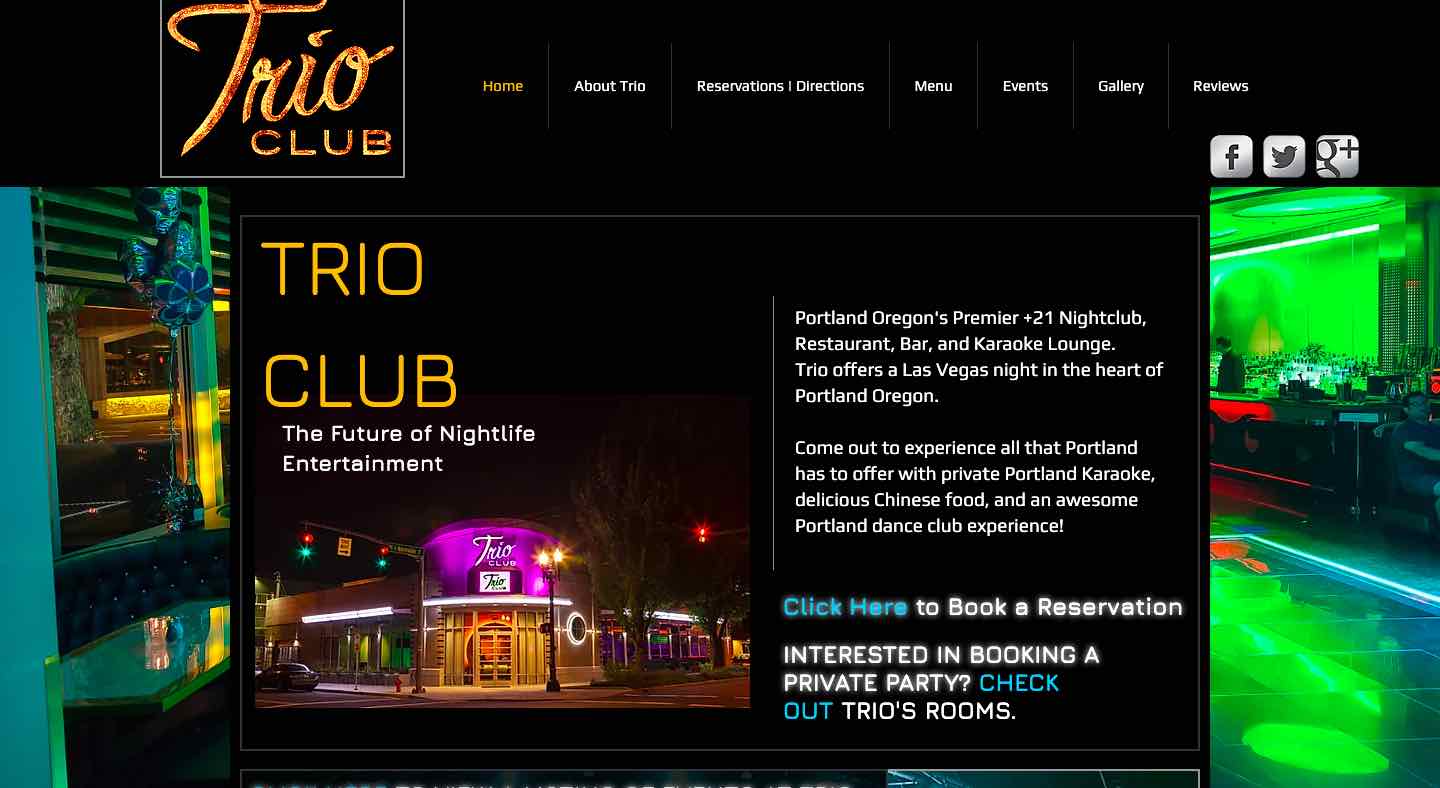 Trio
CLUB
Home
About Trio
Reservations | Directions
Menu
Events
Gallery
Reviews
f
g+
TRIO
CLUB
The Future of Nightlife
Entertainment
Trio
CLUB
Trio
CLUB
Portland Oregon's Premier +21 Nightclub,
Restaurant, Bar, and Karaoke Lounge.
Trio offers a Las Vegas night in the heart of
Portland Oregon.
Come out to experience all that Portland
has to offer with private Portland Karaoke,
delicious Chinese food, and an awesome
Portland dance club experience!
Click Here to Book a Reservation
INTERESTED IN BOOKING A
PRIVATE PARTY? CHECK
OUT TRIO'S ROOMS.